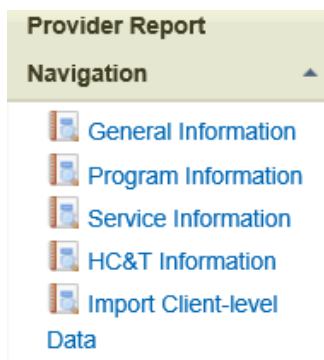 Provider Report
Navigation
General Information
Program Information
Service Information
HC&T Information
Import Client-level
Data